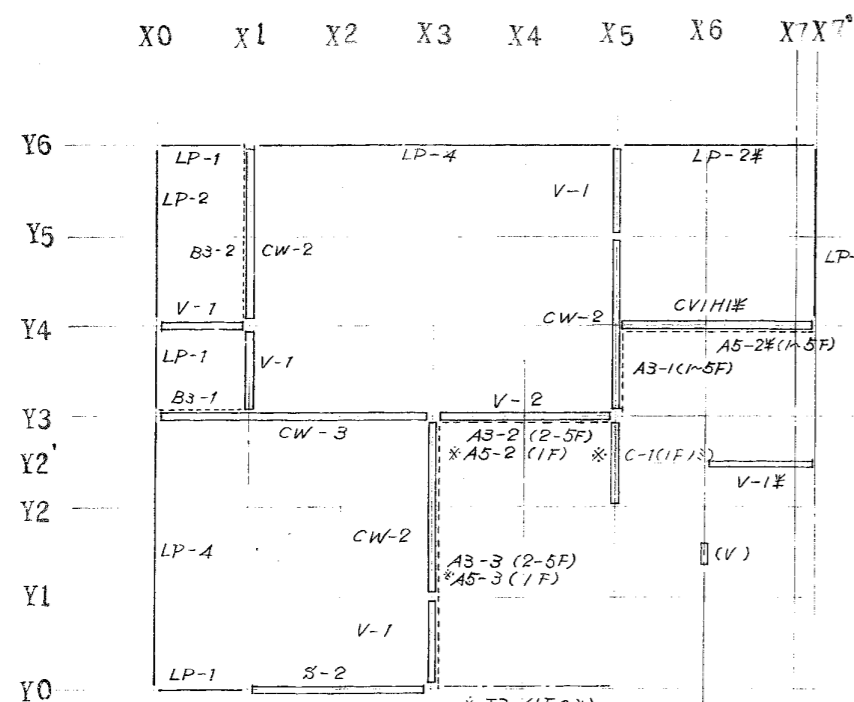 X0 X1 X2 X3 X4 X5 X6 X7 X7'
Y6
LP-1
LP-4
LP-2¥
LP-2
V-1
Y5
B3-2
CW-2
LP-
V-1
CW-2
CV1H1¥
Y4
A5-2¥(1~5F)
LP-1
V-1
A3-1(1~5F)
B3-1
V-2
Y3
CW-3
A3-2 (2-5F)
※A5-2 (1F)
※ C-1(1F
Y2'
V-1¥
Y2
CW-2
LP-4
(V)
A3-3 (2-5F)
※A5-3 (1F)
Y1
V-1
LP-1
S-2
Y0